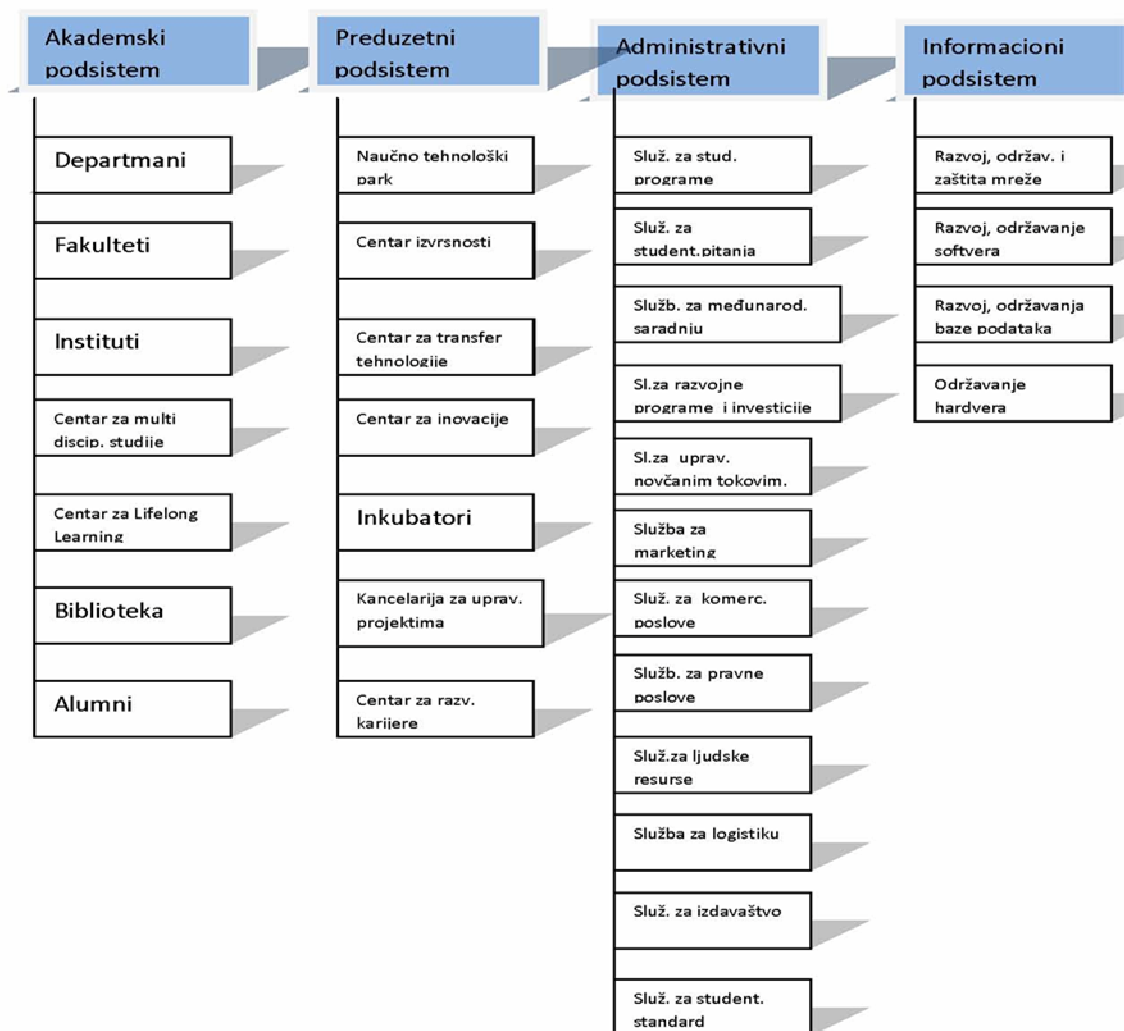 Akademski
podsistem
Departmani
Fakulteti
Instituti
Centar za multi
discip. studije
Centar za Lifelong
Learning
Biblioteka
Alumni
Preduzetni
podsistem
Naučno tehnološki
park
Centar izvrsnosti
Centar za transfer
tehnologije
Centar za inovacije
Inkubatori
Kancelarija za uprav.
projektima
Centar za razv.
karijere
Administrativni
podsistem
Služ. za stud.
programe
Služ. za
student.pitanja
Služb. za međunarod.
saradnju
Sl.za razvojne
programe i investicije
Sl.za uprav.
novčanim tokovim.
Služba za
marketing
Služ. za komerc.
poslove
Služb. za pravne
poslove
Služ.za ljudske
resurse
Služba za logistiku
Služ. za izdavaštvo
Služ. za student.
standard
Informacioni
podsistem
Razvoj, održav. i
zaštita mreže
Razvoj, održavanje
softvera
Razvoj, održavanja
baze podataka
Održavanje
hardvera